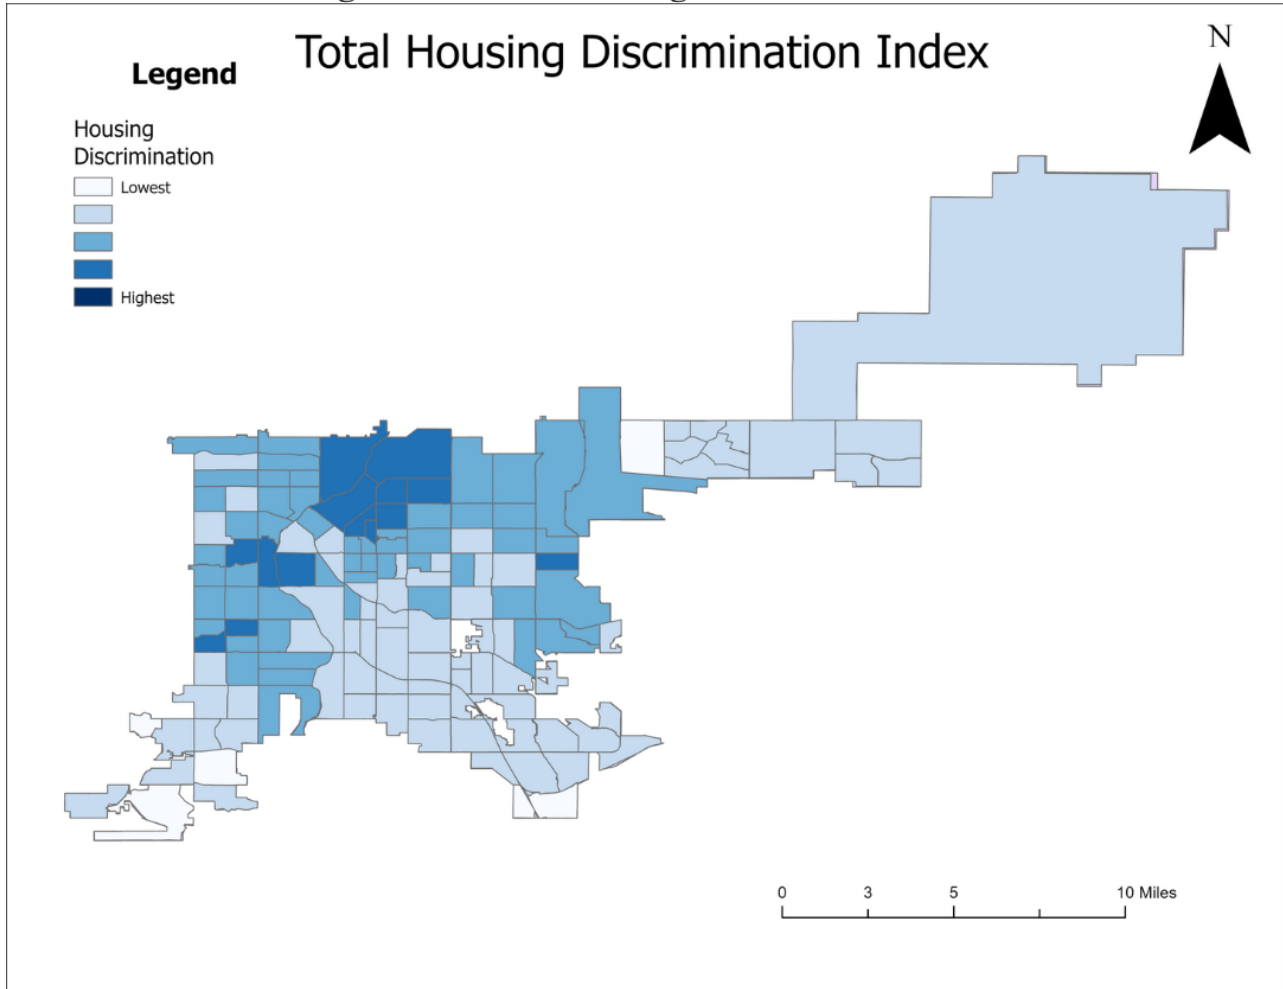 Total Housing Discrimination Index
N
Legend
Housing
Discrimination
Lowest
Highest
0 3 5 10 Miles